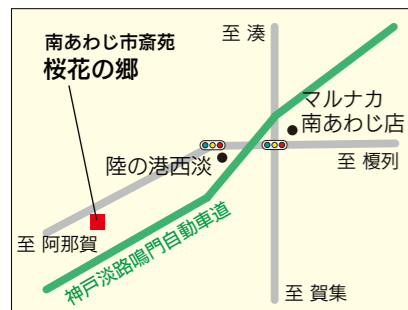 南あわじ市斎苑
桜花の郷
至 湊
マルナカ
南あわじ店
陸の港西淡
至 榎列
至 阿那賀
神戸淡路鳴門自動車道
至 賀集